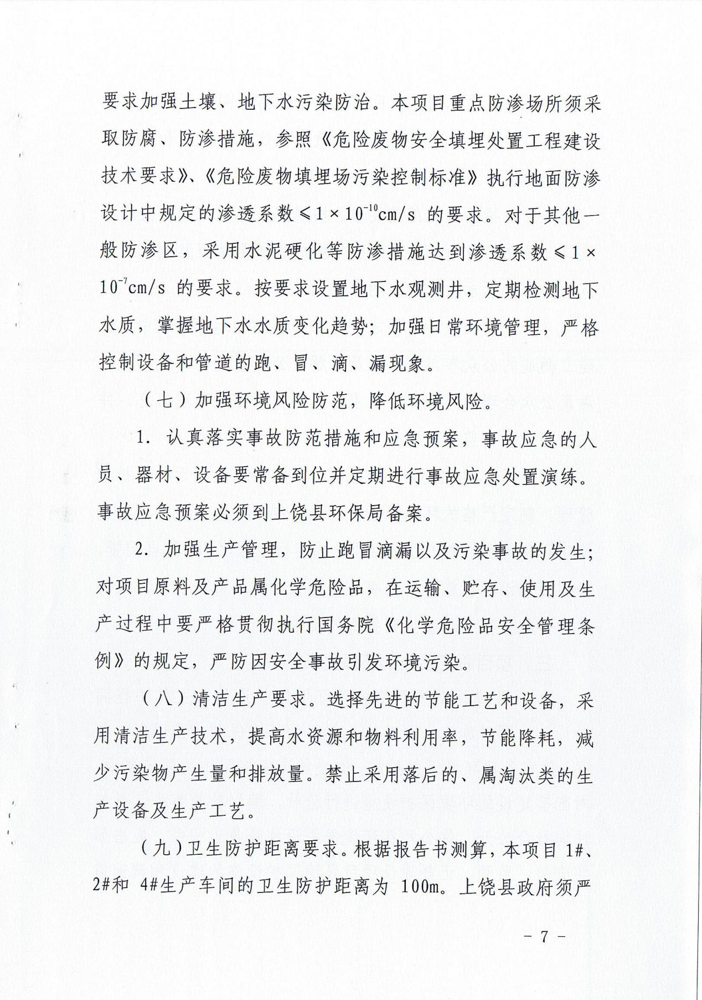 要求加强土壤、地下水污染防治。本项目重点防渗场所须采
取防腐、防渗措施，参照《危险废物安全填埋处置工程建设
技术要求》、《危险废物填埋场污染控制标准》执行地面防渗
设计中规定的渗透系数≤1×10⁻¹⁰cm/s 的要求。对于其他一
般防渗区，采用水泥硬化等防渗措施达到渗透系数≤1×
10⁻⁷cm/s 的要求。按要求设置地下水观测井，定期检测地下
水质，掌握地下水水质变化趋势；加强日常环境管理，严格
控制设备和管道的跑、冒、滴、漏现象。
（七）加强环境风险防范，降低环境风险。
1. 认真落实事故防范措施和应急预案，事故应急的人
员、器材、设备要常备到位并定期进行事故应急处置演练。
事故应急预案必须到上饶县环保局备案。
2. 加强生产管理，防止跑冒滴漏以及污染事故的发生；
对项目原料及产品属化学危险品，在运输、贮存、使用及生
产过程中要严格贯彻执行国务院《化学危险品安全管理条
例》的规定，严防因安全事故引发环境污染。
（八）清洁生产要求。选择先进的节能工艺和设备，采
用清洁生产技术，提高水资源和物料利用率，节能降耗，减
少污染物产生量和排放量。禁止采用落后的、属淘汰类的生
产设备及生产工艺。
（九）卫生防护距离要求。根据报告书测算，本项目 1#、
2#和 4#生产车间的卫生防护距离为 100m。上饶县政府须严
- 7 -